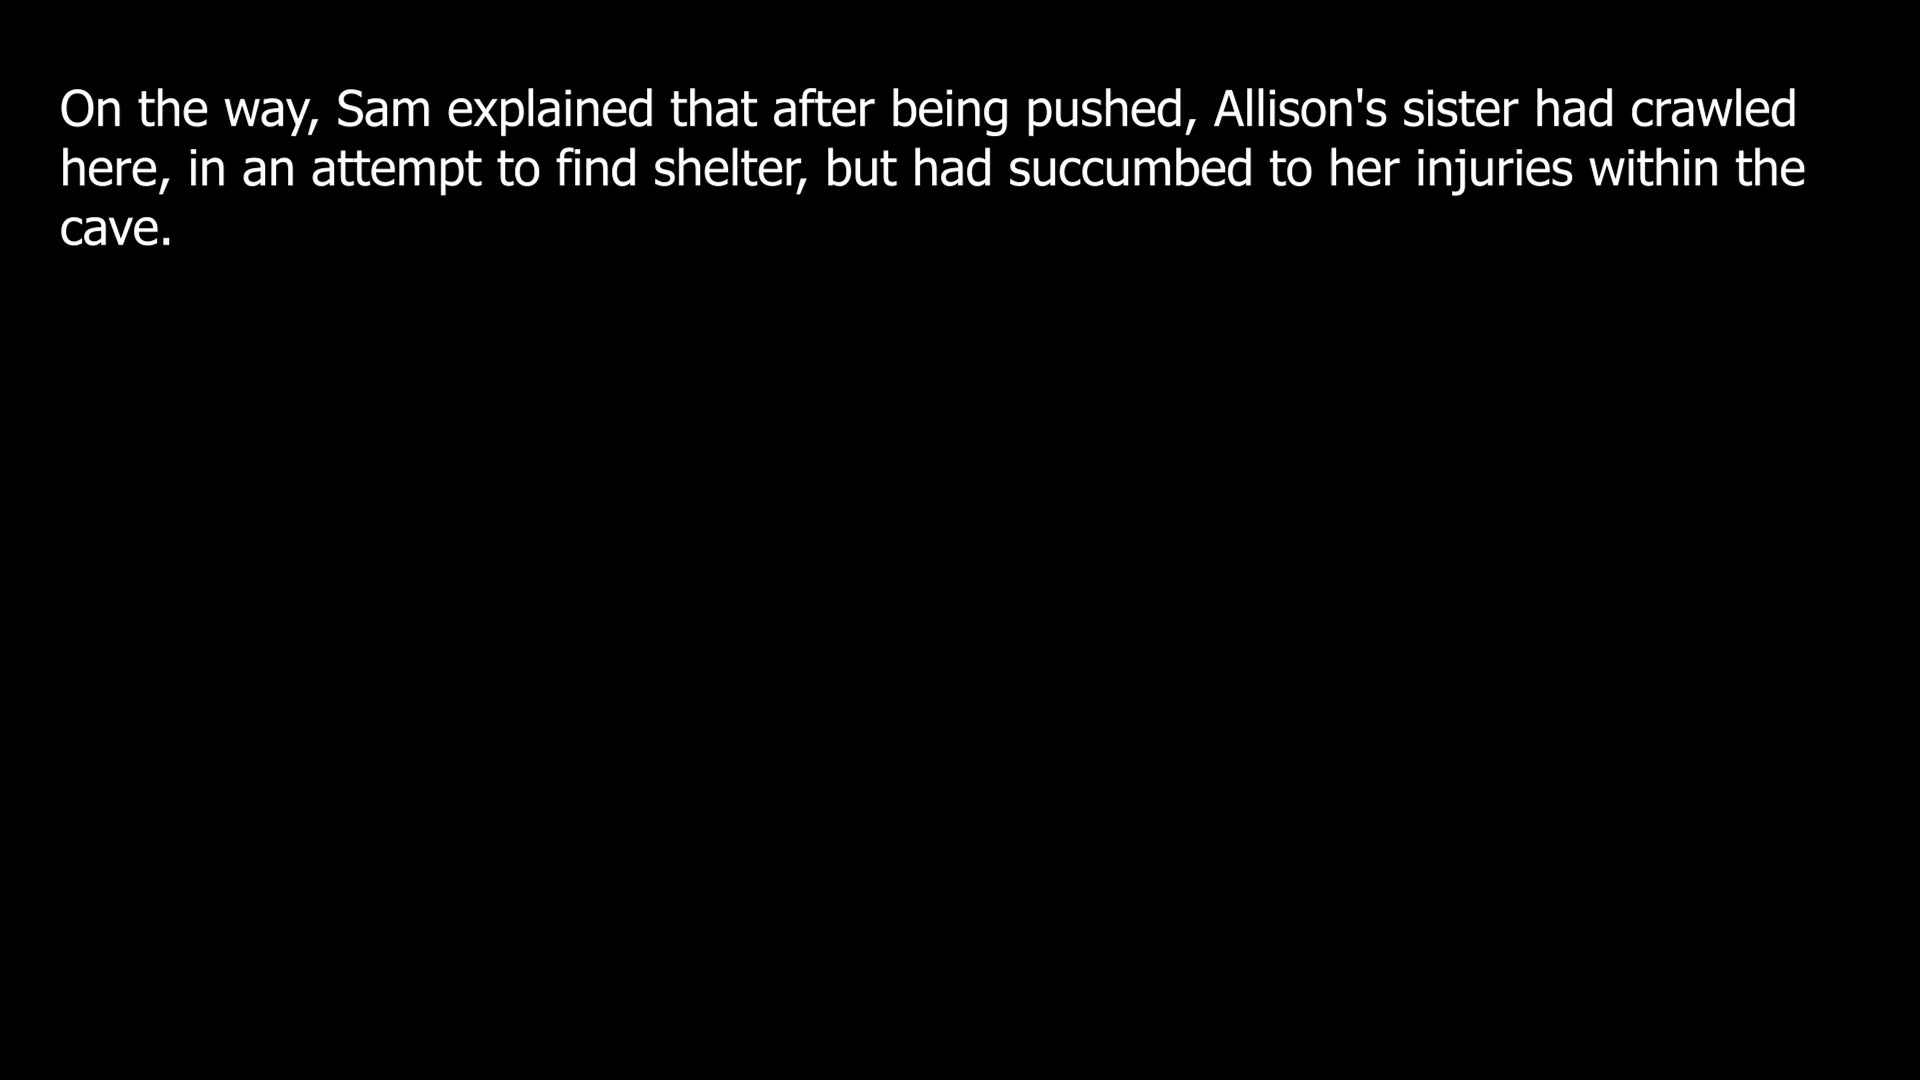 On the way, Sam explained that after being pushed, Allison's sister had crawled
here, in an attempt to find shelter, but had succumbed to her injuries within the
cave.